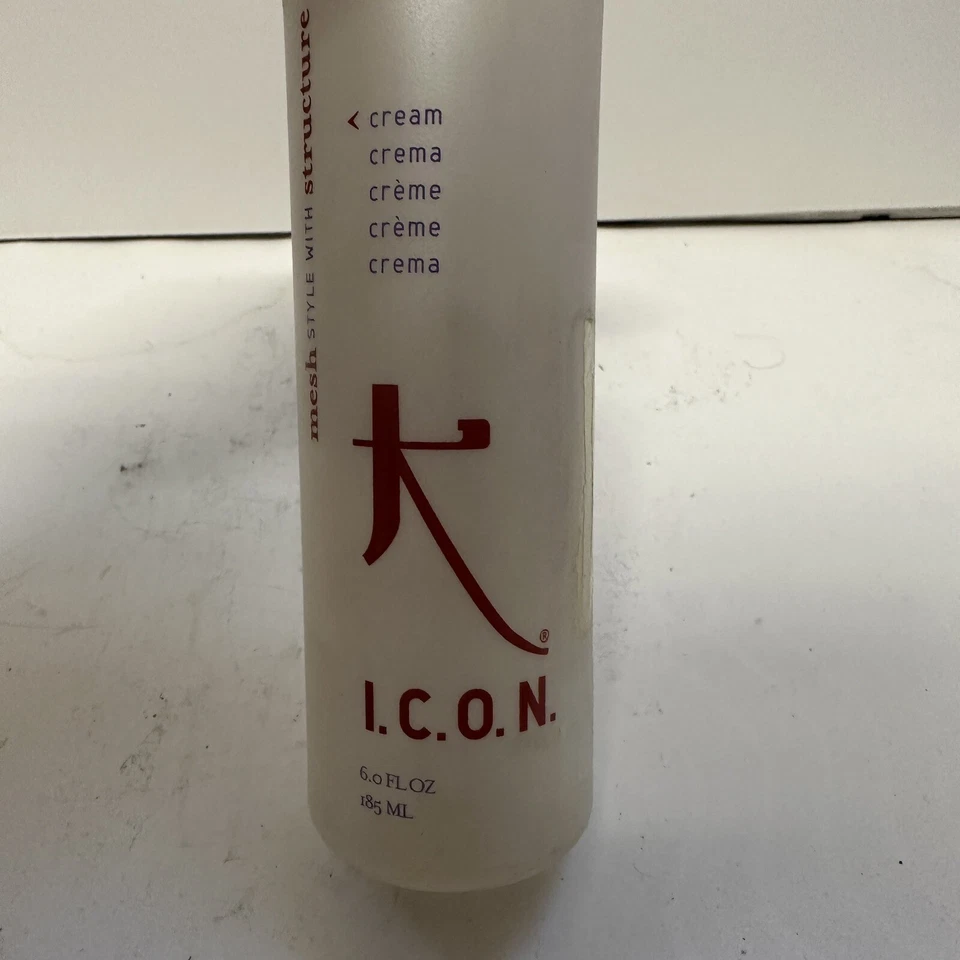 mesh STYLE WITH structure
< cream
crema
crème
crème
crema
®
I.C.O.N.
6.0 FL OZ
185 ML